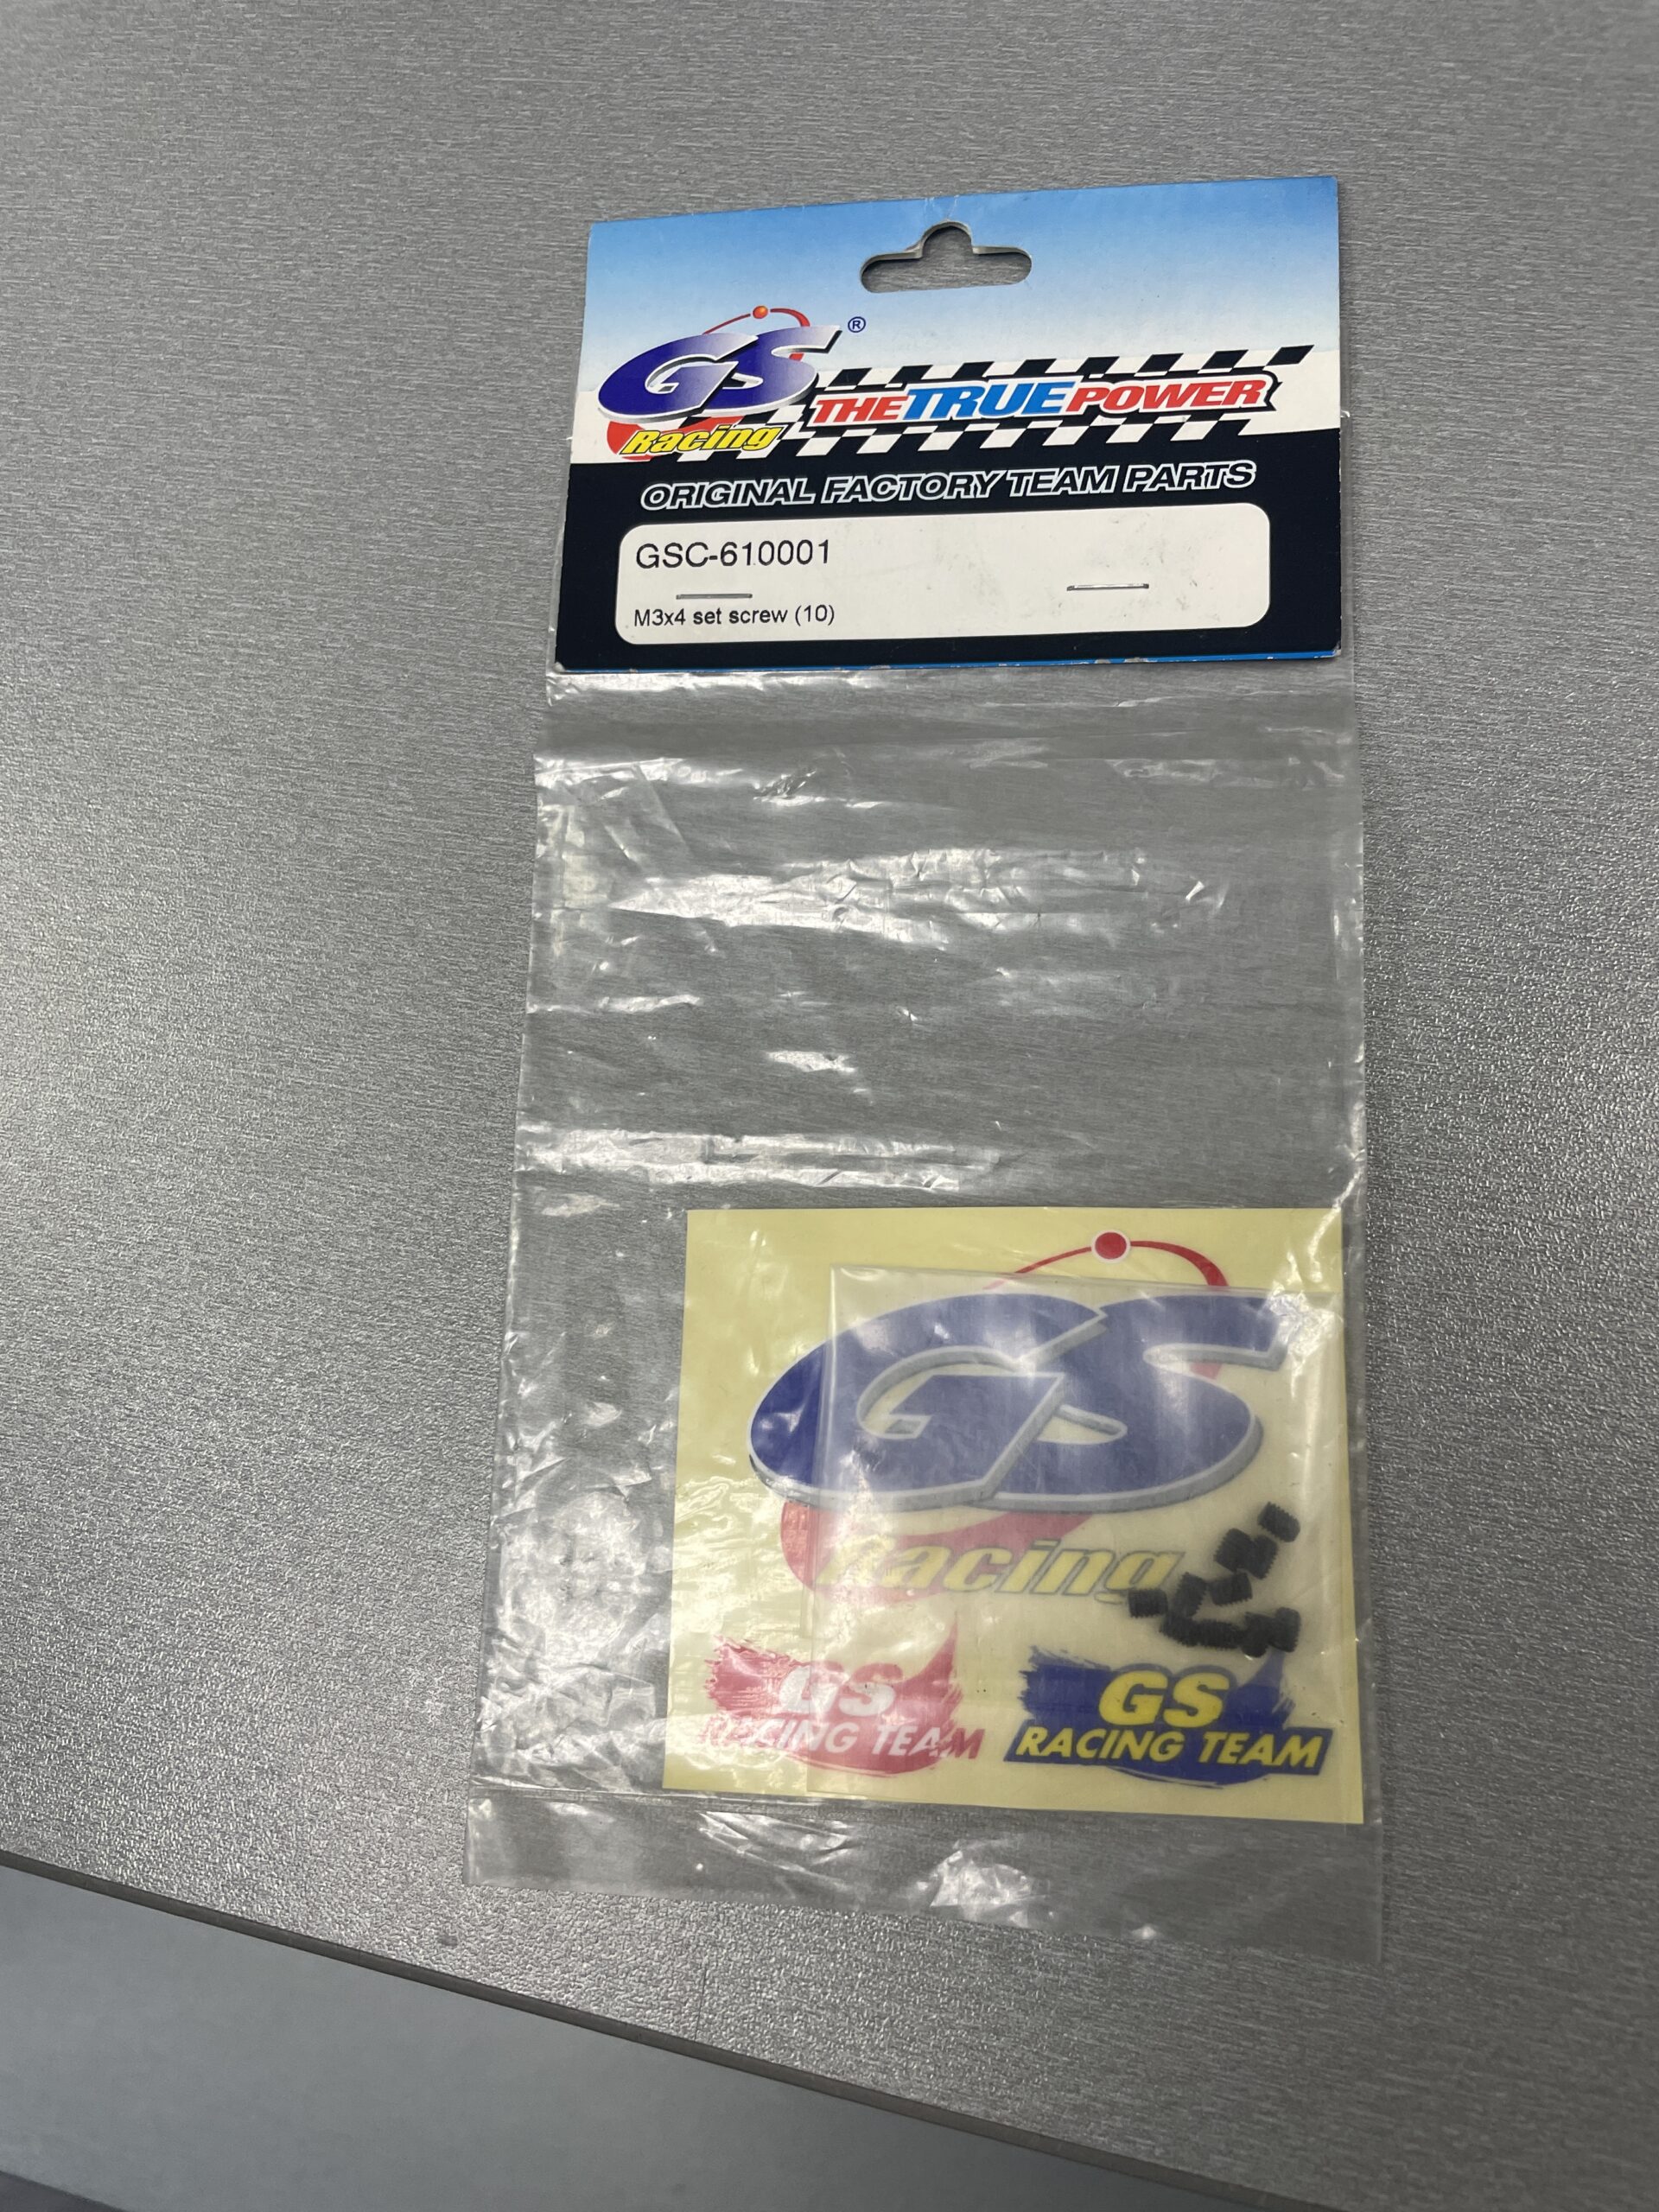 GS®
Racing
THE TRUE POWER
ORIGINAL FACTORY TEAM PARTS
GSC-610001
M3x4 set screw (10)
GS
Racing
GS
RACING TEAM
GS
RACING TEAM